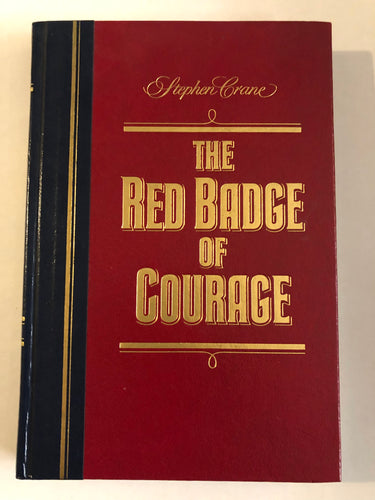 Stephen Crane
THE
RED BADGE
OF
COURAGE